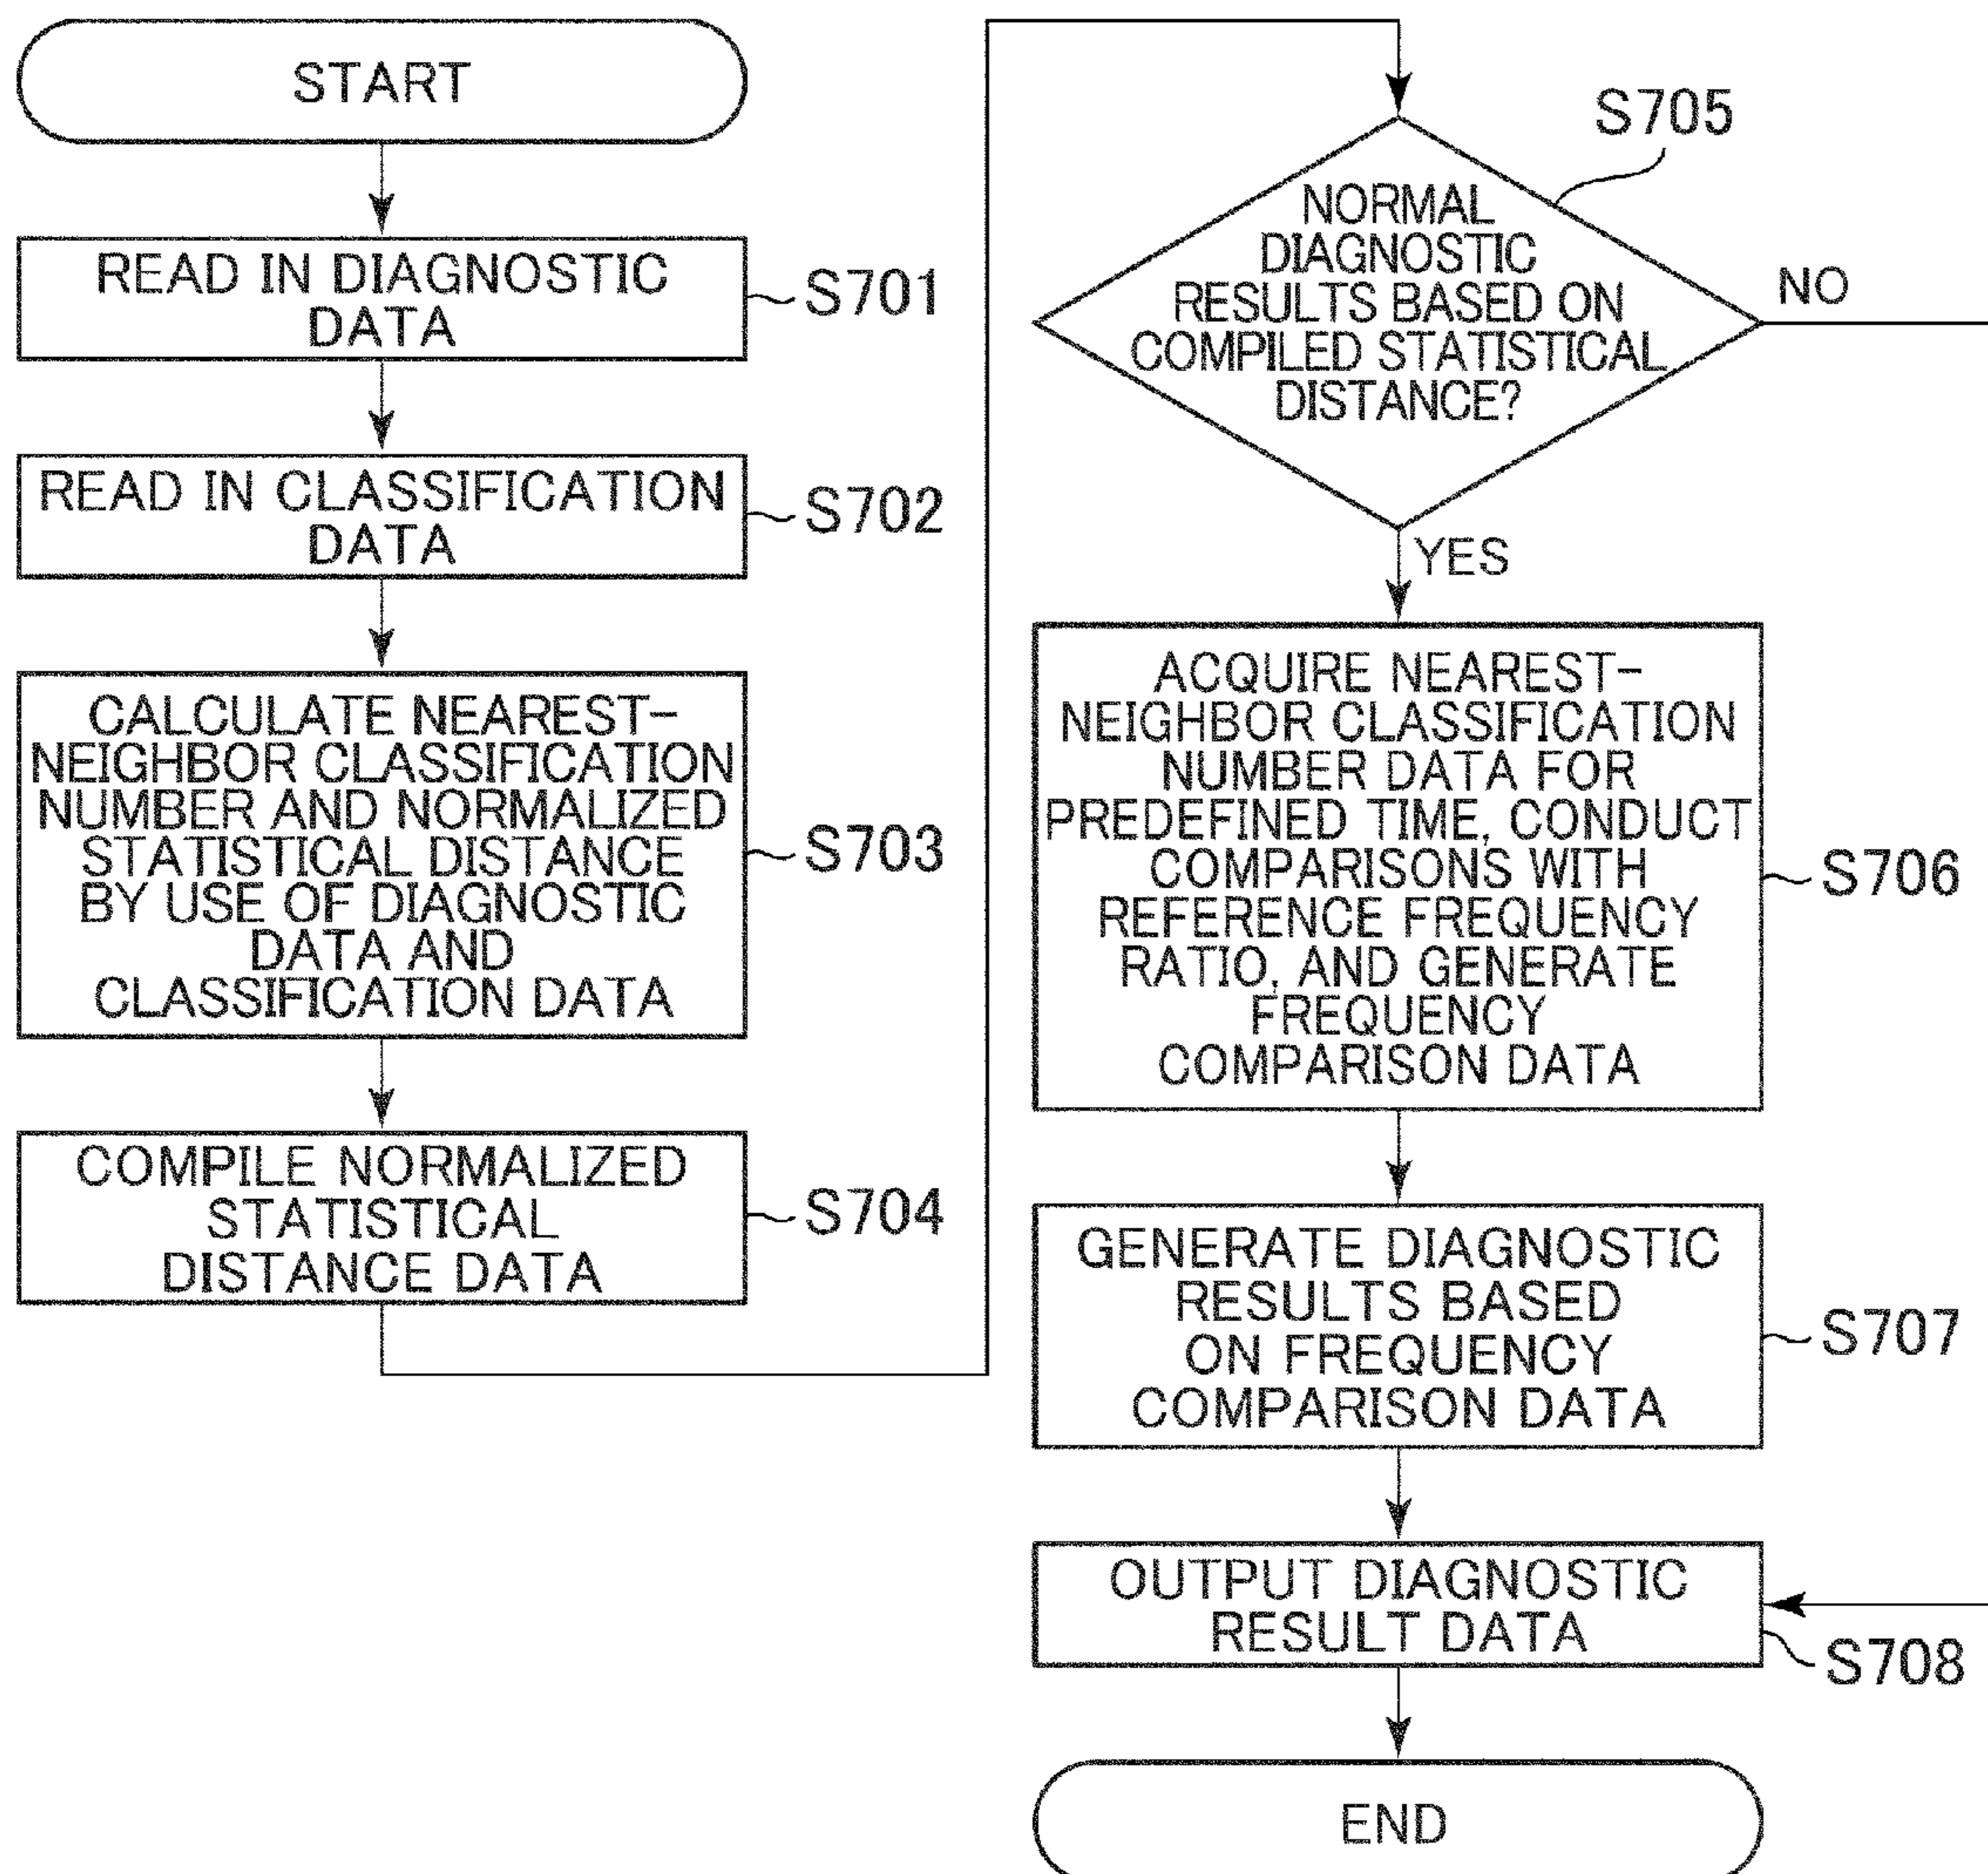 START
READ IN DIAGNOSTIC
DATA
S701
READ IN CLASSIFICATION
DATA
S702
CALCULATE NEAREST-
NEIGHBOR CLASSIFICATION
NUMBER AND NORMALIZED
STATISTICAL DISTANCE
BY USE OF DIAGNOSTIC
DATA AND
CLASSIFICATION DATA
S703
COMPILE NORMALIZED
STATISTICAL
DISTANCE DATA
S704
S705
NORMAL
DIAGNOSTIC
RESULTS BASED ON
COMPILED STATISTICAL
DISTANCE?
NO
YES
ACQUIRE NEAREST-
NEIGHBOR CLASSIFICATION
NUMBER DATA FOR
PREDEFINED TIME, CONDUCT
COMPARISONS WITH
REFERENCE FREQUENCY
RATIO, AND GENERATE
FREQUENCY
COMPARISON DATA
S706
GENERATE DIAGNOSTIC
RESULTS BASED
ON FREQUENCY
COMPARISON DATA
S707
OUTPUT DIAGNOSTIC
RESULT DATA
S708
END